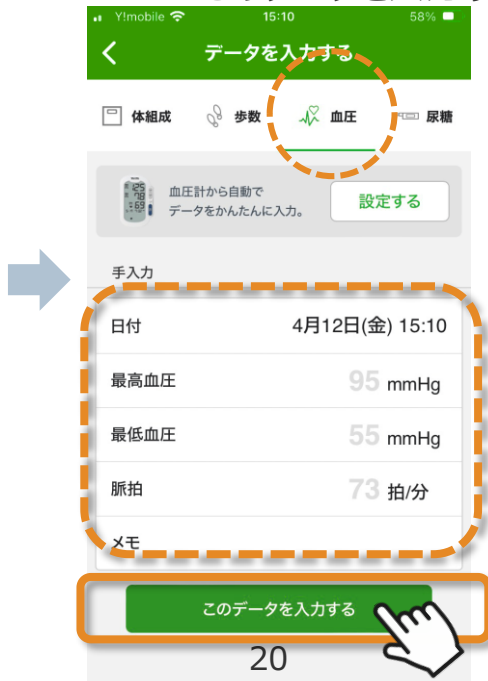 Y!mobile 15:10 58%
データを入力する
体組成 歩数 血圧 尿糖
血圧計から自動で
データをかんたんに入力。
設定する
手入力
日付 4月12日(金) 15:10
最高血圧 95 mmHg
最低血圧 55 mmHg
脈拍 73 拍/分
メモ
このデータを入力する
20